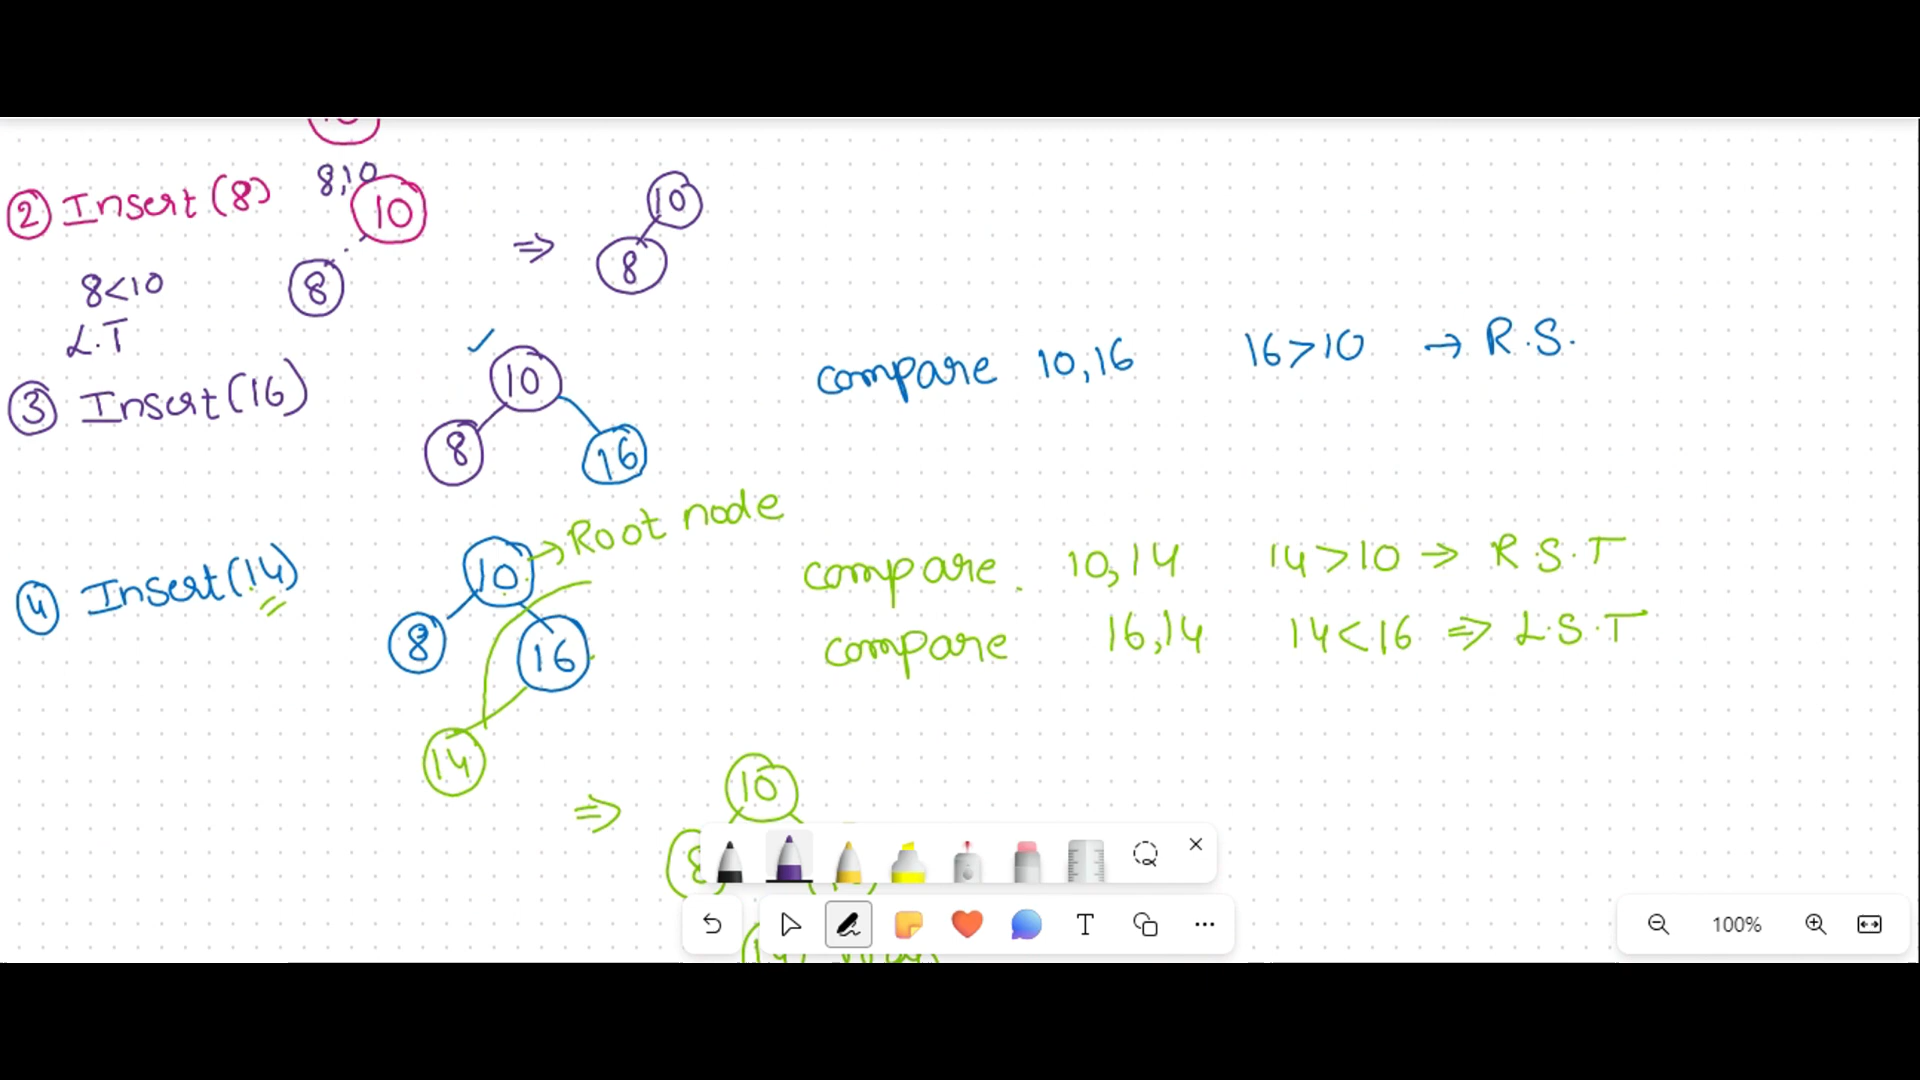 ② Insert(8) 8,10
10
10
8
8
8<10
L.T
③ Insert(16)
10
8
16
compare 10,16 16>10 → R.S.
④ Insert(14)
10 → Root node
8
16
14
compare. 10,14 14>10 ⇒ R.S.T
compare 16,14 14<16 ⇒ L.S.T
⇒ 10
8
T
100%